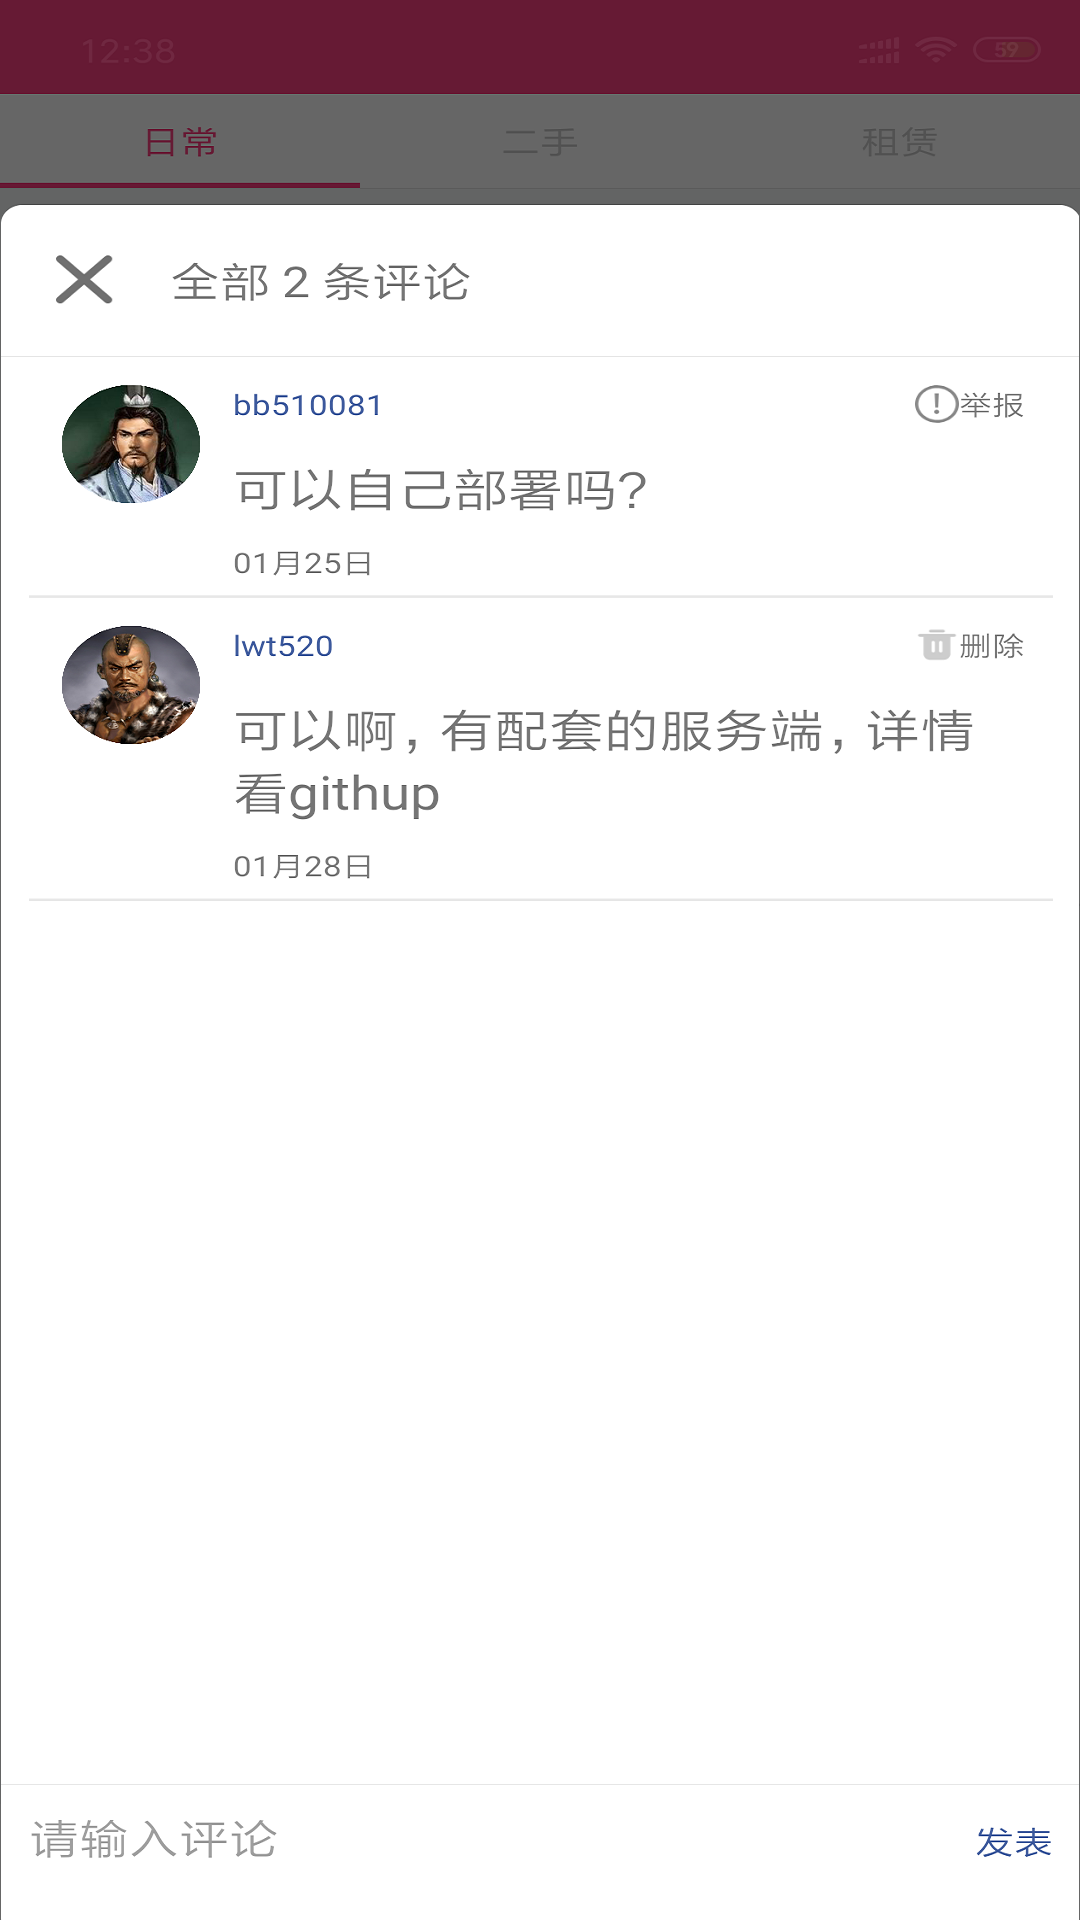 12:38
59
日常
二手
租赁
全部 2 条评论
bb510081
举报
可以自己部署吗?
01月25日
lwt520
删除
可以啊，有配套的服务端，详情
看githup
01月28日
请输入评论
发表